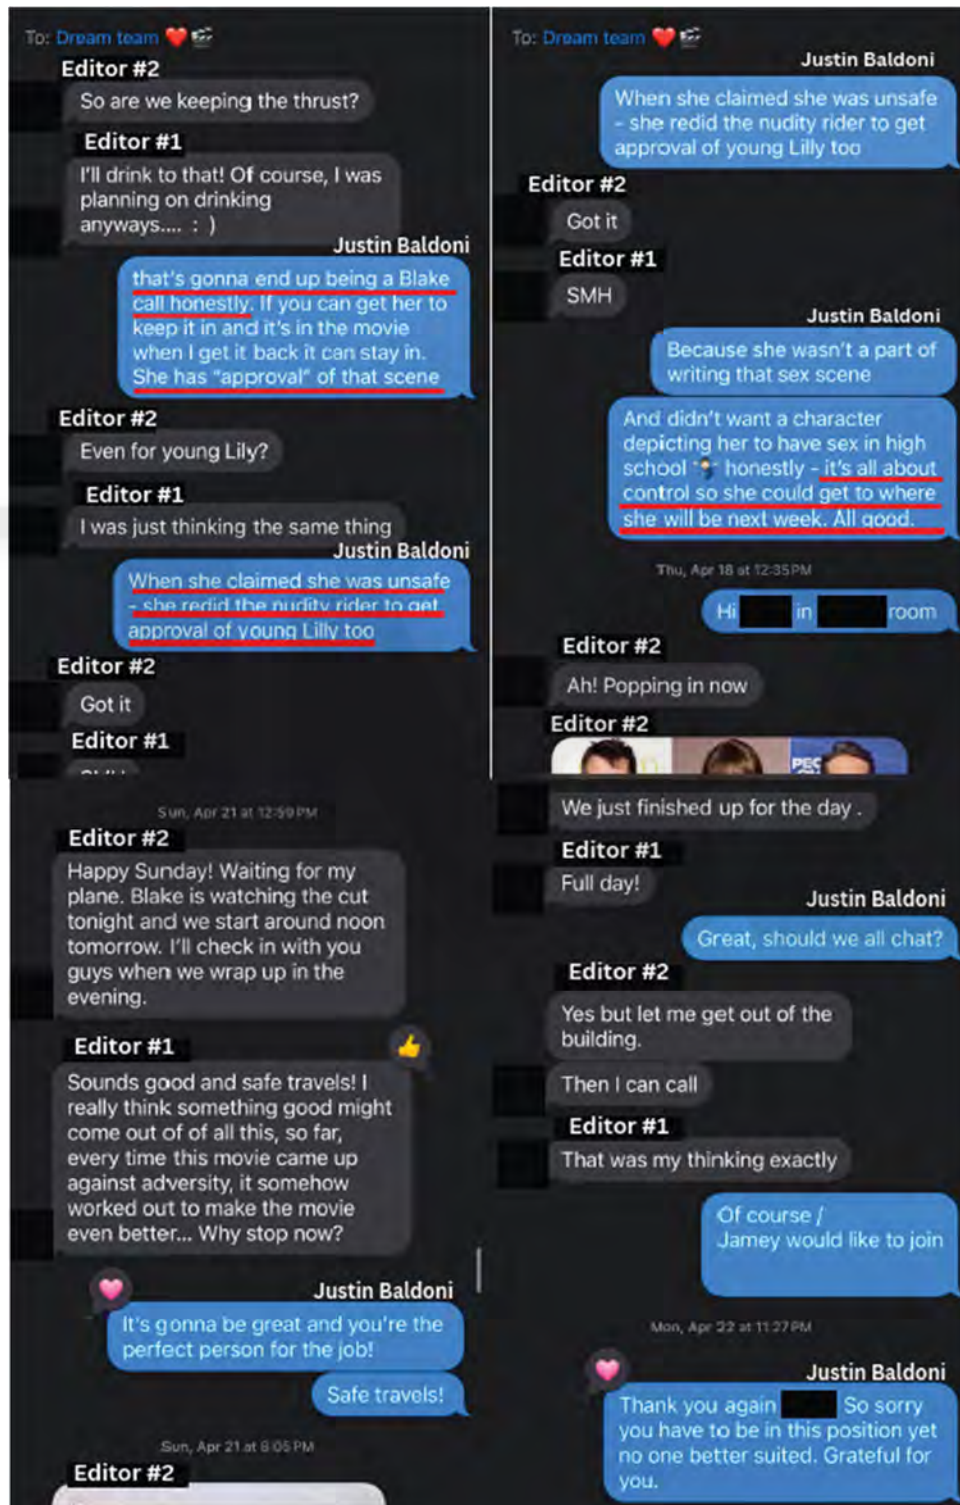 To: Dream team ❤️🎬
Editor #2
So are we keeping the thrust?
Editor #1
I'll drink to that! Of course, I was
planning on drinking
anyways.... : )
Justin Baldoni
that's gonna end up being a Blake
call honestly. If you can get her to
keep it in and it's in the movie
when I get it back it can stay in.
She has "approval" of that scene
Editor #2
Even for young Lily?
Editor #1
I was just thinking the same thing
Justin Baldoni
When she claimed she was unsafe
- she redid the nudity rider to get
approval of young Lilly too
Editor #2
Got it
Editor #1
To: Dream team ❤️🎬
Justin Baldoni
When she claimed she was unsafe
- she redid the nudity rider to get
approval of young Lilly too
Editor #2
Got it
Editor #1
SMH
Justin Baldoni
Because she wasn't a part of
writing that sex scene
And didn't want a character
depicting her to have sex in high
school honestly - it's all about
control so she could get to where
she will be next week. All good.
Thu, Apr 18 at 12:35 PM
Hi in room
Editor #2
Ah! Popping in now
Editor #2
PEO
Sun, Apr 21 at 12:59 PM
Editor #2
Happy Sunday! Waiting for my
plane. Blake is watching the cut
tonight and we start around noon
tomorrow. I'll check in with you
guys when we wrap up in the
evening.
Editor #1
Sounds good and safe travels! I
really think something good might
come out of of all this, so far,
every time this movie came up
against adversity, it somehow
worked out to make the movie
even better... Why stop now?
Justin Baldoni
It's gonna be great and you're the
perfect person for the job!
Safe travels!
Sun, Apr 21 at 6:05 PM
Editor #2
We just finished up for the day .
Editor #1
Full day!
Justin Baldoni
Great, should we all chat?
Editor #2
Yes but let me get out of the
building.
Then I can call
Editor #1
That was my thinking exactly
Of course /
Jamey would like to join
Mon, Apr 22 at 11:27 PM
Justin Baldoni
Thank you again So sorry
you have to be in this position yet
no one better suited. Grateful for
you.